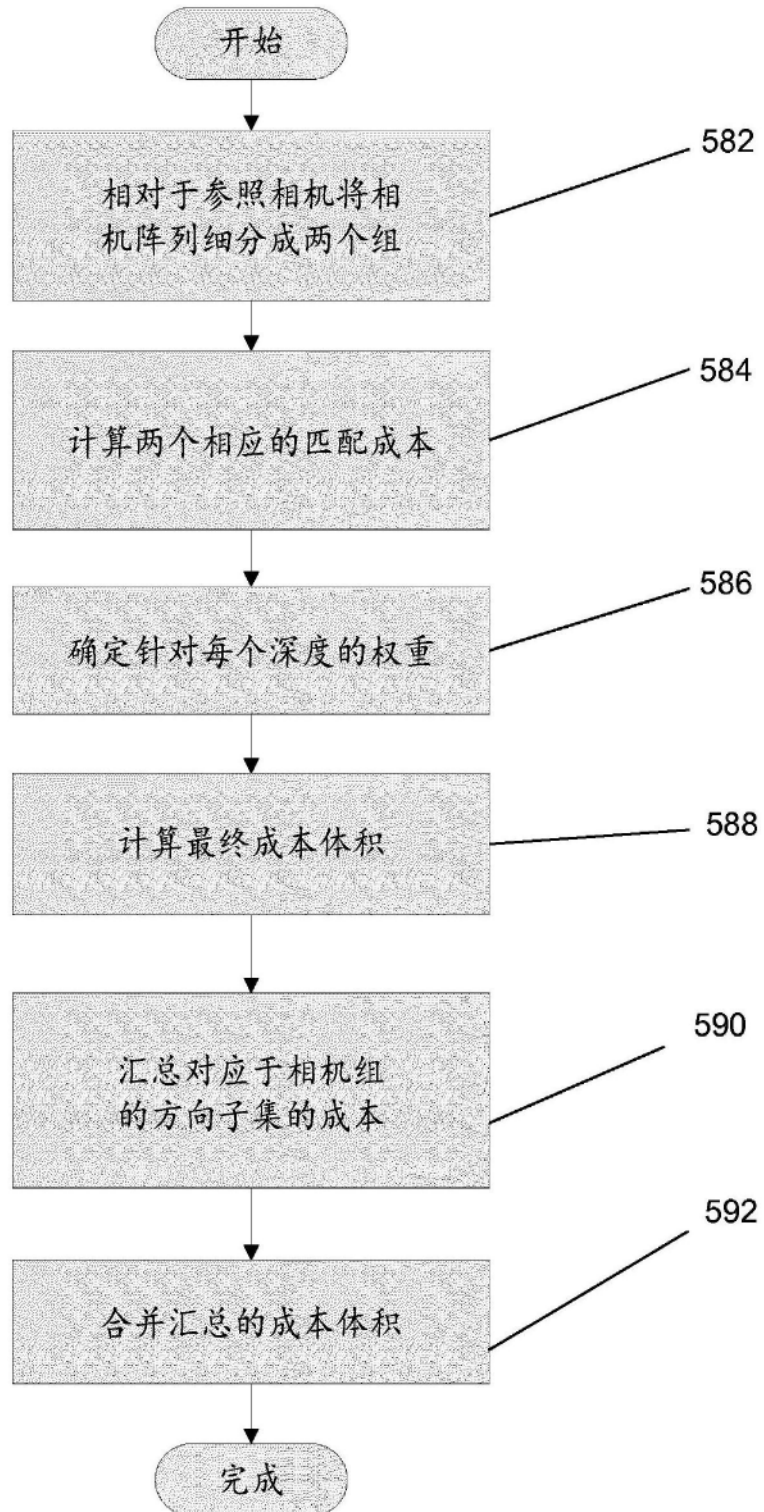 开始
582
相对于参照相机将相
机阵列细分成两个组
584
计算两个相应的匹配成本
586
确定针对每个深度的权重
588
计算最终成本体积
590
汇总对应于相机组
的方向子集的成本
592
合并汇总的成本体积
完成